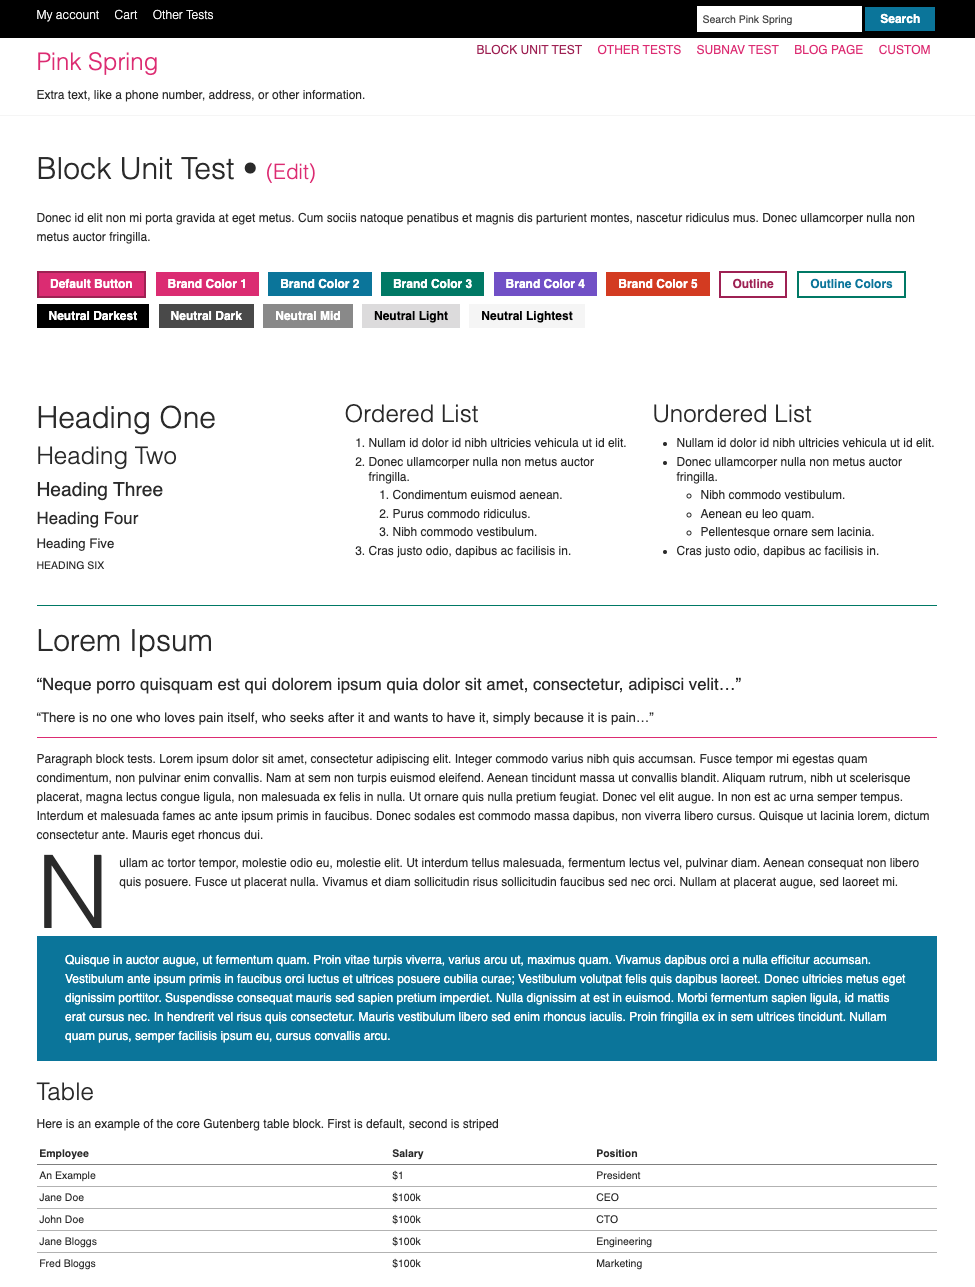 My account Cart Other Tests
Search Pink Spring Search
BLOCK UNIT TEST OTHER TESTS SUBNAV TEST BLOG PAGE CUSTOM
Pink Spring
Extra text, like a phone number, address, or other information.
Block Unit Test • (Edit)
Donec id elit non mi porta gravida at eget metus. Cum sociis natoque penatibus et magnis dis parturient montes, nascetur ridiculus mus. Donec ullamcorper nulla non
metus auctor fringilla.
Default Button Brand Color 1 Brand Color 2 Brand Color 3 Brand Color 4 Brand Color 5 Outline Outline Colors
Neutral Darkest Neutral Dark Neutral Mid Neutral Light Neutral Lightest
Heading One
Heading Two
Heading Three
Heading Four
Heading Five
HEADING SIX
Ordered List
1. Nullam id dolor id nibh ultricies vehicula ut id elit.
2. Donec ullamcorper nulla non metus auctor
fringilla.
1. Condimentum euismod aenean.
2. Purus commodo ridiculus.
3. Nibh commodo vestibulum.
3. Cras justo odio, dapibus ac facilisis in.
Unordered List
• Nullam id dolor id nibh ultricies vehicula ut id elit.
• Donec ullamcorper nulla non metus auctor
fringilla.
◦ Nibh commodo vestibulum.
◦ Aenean eu leo quam.
◦ Pellentesque ornare sem lacinia.
• Cras justo odio, dapibus ac facilisis in.
Lorem Ipsum
“Neque porro quisquam est qui dolorem ipsum quia dolor sit amet, consectetur, adipisci velit…”
“There is no one who loves pain itself, who seeks after it and wants to have it, simply because it is pain…”
Paragraph block tests. Lorem ipsum dolor sit amet, consectetur adipiscing elit. Integer commodo varius nibh quis accumsan. Fusce tempor mi egestas quam
condimentum, non pulvinar enim convallis. Nam at sem non turpis euismod eleifend. Aenean tincidunt massa ut convallis blandit. Aliquam rutrum, nibh ut scelerisque
placerat, magna lectus congue ligula, non malesuada ex felis in nulla. Ut ornare quis nulla pretium feugiat. Donec vel elit augue. In non est ac urna semper tempus.
Interdum et malesuada fames ac ante ipsum primis in faucibus. Donec sodales est commodo massa dapibus, non viverra libero cursus. Quisque ut lacinia lorem, dictum
consectetur ante. Mauris eget rhoncus dui.
Nullam ac tortor tempor, molestie odio eu, molestie elit. Ut interdum tellus malesuada, fermentum lectus vel, pulvinar diam. Aenean consequat non libero
quis posuere. Fusce ut placerat nulla. Vivamus et diam sollicitudin risus sollicitudin faucibus sed nec orci. Nullam at placerat augue, sed laoreet mi.
Quisque in auctor augue, ut fermentum quam. Proin vitae turpis viverra, varius arcu ut, maximus quam. Vivamus dapibus orci a nulla efficitur accumsan.
Vestibulum ante ipsum primis in faucibus orci luctus et ultrices posuere cubilia curae; Vestibulum volutpat felis quis dapibus laoreet. Donec ultricies metus eget
dignissim porttitor. Suspendisse consequat mauris sed sapien pretium imperdiet. Nulla dignissim at est in euismod. Morbi fermentum sapien ligula, id mattis
erat cursus nec. In hendrerit vel risus quis consectetur. Mauris vestibulum libero sed enim rhoncus iaculis. Proin fringilla ex in sem ultrices tincidunt. Nullam
quam purus, semper facilisis ipsum eu, cursus convallis arcu.
Table
Here is an example of the core Gutenberg table block. First is default, second is striped
Employee Salary Position
An Example $1 President
Jane Doe $100k CEO
John Doe $100k CTO
Jane Bloggs $100k Engineering
Fred Bloggs $100k Marketing